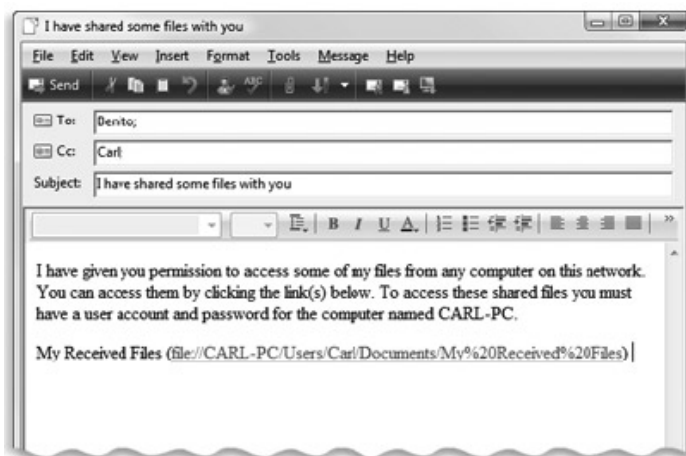 I have shared some files with you
File Edit View Insert Format Tools Message Help
Send
To: Benito;
Cc: Carl
Subject: I have shared some files with you
B I U A
I have given you permission to access some of my files from any computer on this network.
You can access them by clicking the link(s) below. To access these shared files you must
have a user account and password for the computer named CARL-PC.
My Received Files (file://CARL-PC/Users/Carl/Documents/My%20Received%20Files)